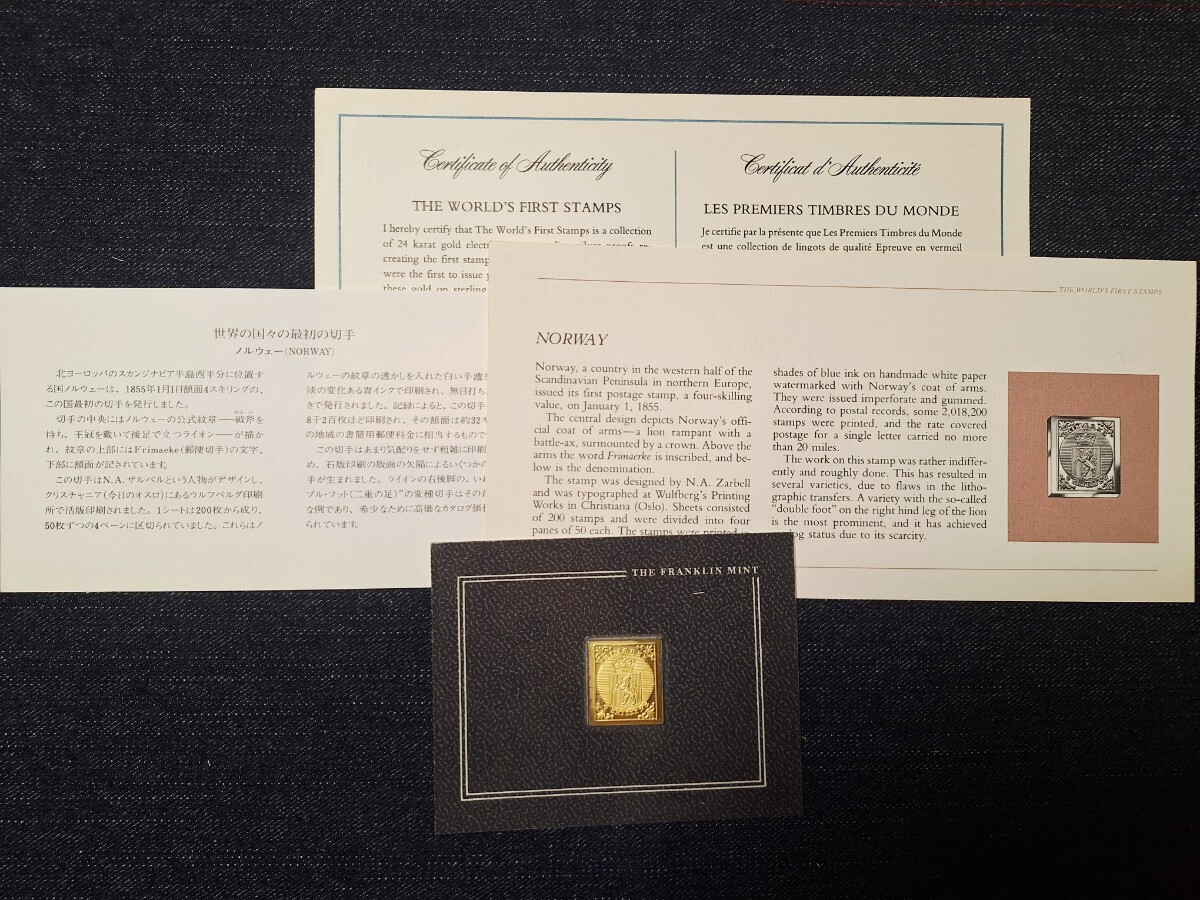 Certificate of Authenticity
THE WORLD'S FIRST STAMPS
I hereby certify that The World's First Stamps is a collection
of 24 karat gold
creating the first
were the first to issue
these gold on sterling
Certificat d'Authenticité
LES PREMIERS TIMBRES DU MONDE
Je certifie par la présente que Les Premiers Timbres du Monde
est une collection de lingots de qualité Epreuve en vermeil
世界の国々の最初の切手
ノルウェー(NORWAY)
北ヨーロッパのスカンジナビア半島西半分に位置す
る国ノルウェーは、1855年1月1日額面4スキリングの、
この国最初の切手を発行しました。
切手の中央にはノルウェーの公式紋章──戦斧を
持ち、王冠を戴いて後足で立つライオン──が描か
れ、紋章の上部にはFrimaeke(郵便切手)の文字、
下部に額面が記されています。
この切手はN.A.ザルベルという人物がデザインし、
クリスチャニア(今日のオスロ)にあるウルフベルグ印刷
所で活版印刷されました。1シートは200枚から成り、
50枚ずつの4ペーンに区切られていました。これらはノ
ルウェーの紋章の透かしを入れた白い手漉
淡の変化ある青インクで印刷され、無目打ち
きで発行されました。記録によると、この切手
8千2百枚ほど印刷され、その額面は約32キ
の地域の書簡用郵便料金に相当するもので
この切手はあまり気配りをせず粗雑に印刷
め、石版印刷の版画の欠陥によるいくつかの
手が生まれました。ライオンの右後脚の、いわ
ブル・フット(二重の足)"の変種切手はその最
な例であり、希少なために高価なカタログ価格
られています。
THE WORLD'S FIRST STAMPS
NORWAY
Norway, a country in the western half of the
Scandinavian Peninsula in northern Europe,
issued its first postage stamp, a four-skilling
value, on January 1, 1855.
The central design depicts Norway's offi-
cial coat of arms—a lion rampant with a
battle-ax, surmounted by a crown. Above the
arms the word Frimaerke is inscribed, and be-
low is the denomination.
The stamp was designed by N.A. Zarbell
and was typographed at Wulfberg's Printing
Works in Christiana (Oslo). Sheets consisted
of 200 stamps and were divided into four
panes of 50 each. The stamps were printed in
shades of blue ink on handmade white paper
watermarked with Norway's coat of arms.
They were issued imperforate and gummed.
According to postal records, some 2,018,200
stamps were printed, and the rate covered
postage for a single letter carried no more
than 20 miles.
The work on this stamp was rather indiffer-
ently and roughly done. This has resulted in
several varieties, due to flaws in the litho-
graphic transfers. A variety with the so-called
"double foot" on the right hind leg of the lion
is the most prominent, and it has achieved
og status due to its scarcity.
THE FRANKLIN MINT